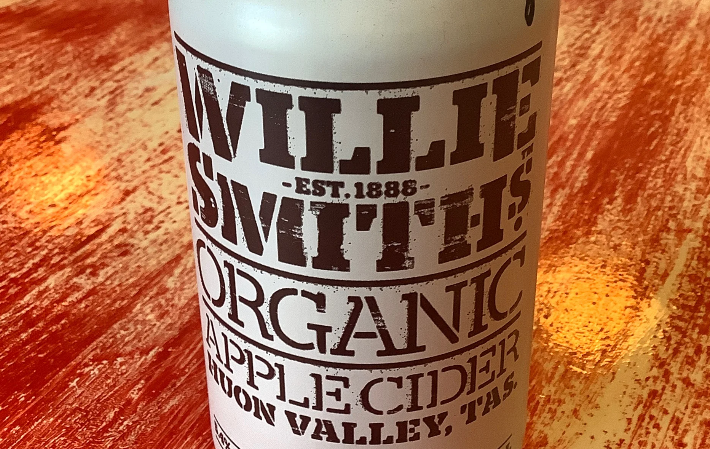 WILLIE
-EST. 1888-
SMITH'S
ORGANIC
APPLE CIDER
HUON VALLEY, TAS.